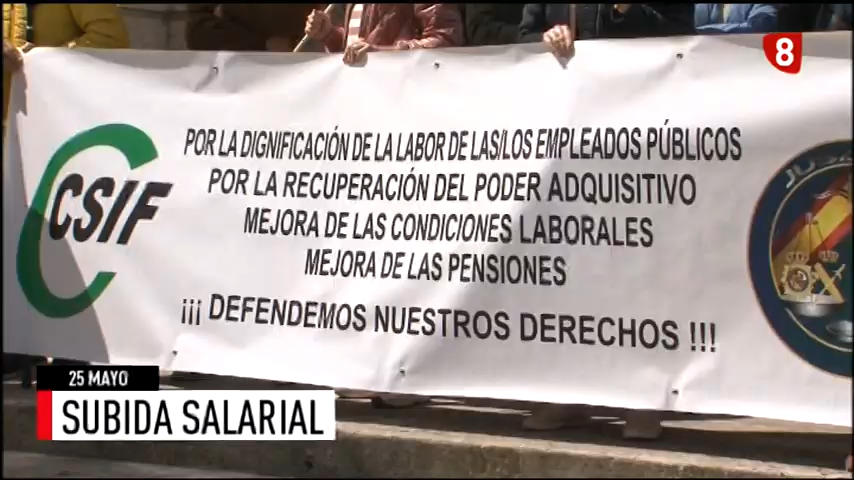 8
POR LA DIGNIFICACIÓN DE LA LABOR DE LAS/LOS EMPLEADOS PÚBLICOS
POR LA RECUPERACIÓN DEL PODER ADQUISITIVO
MEJORA DE LAS CONDICIONES LABORALES
MEJORA DE LAS PENSIONES
¡¡¡ DEFENDEMOS NUESTROS DERECHOS !!!
CSIF
25 MAYO
SUBIDA SALARIAL